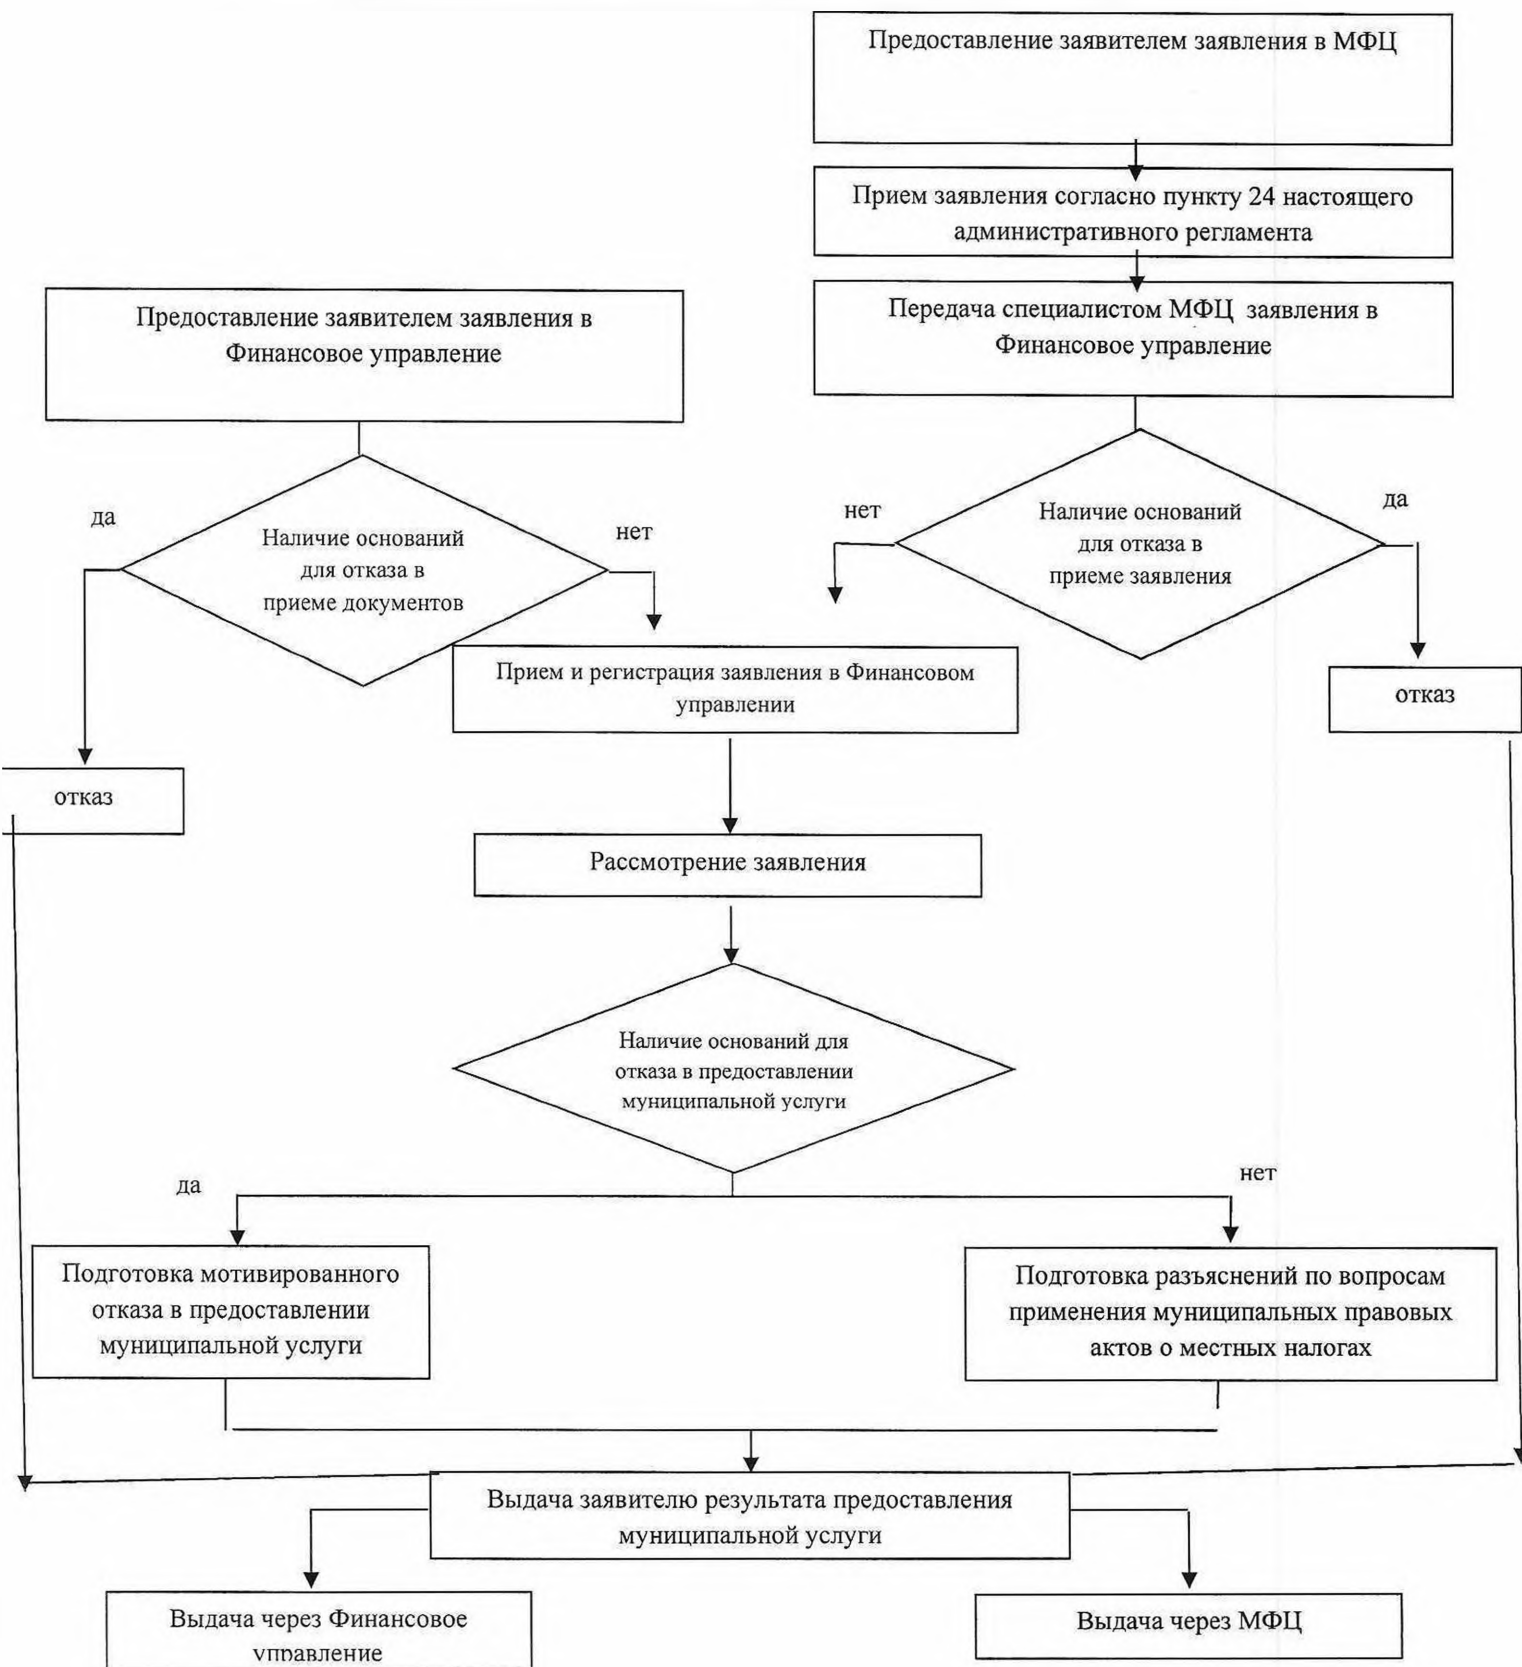 Предоставление заявителем заявления в МФЦ
Прием заявления согласно пункту 24 настоящего
административного регламента
Передача специалистом МФЦ заявления в
Финансовое управление
Предоставление заявителем заявления в
Финансовое управление
да
Наличие оснований
для отказа в
приеме документов
нет
нет
Наличие оснований
для отказа в
приеме заявления
да
Прием и регистрация заявления в Финансовом
управлении
отказ
отказ
Рассмотрение заявления
Наличие оснований для
отказа в предоставлении
муниципальной услуги
да
нет
Подготовка мотивированного
отказа в предоставлении
муниципальной услуги
Подготовка разъяснений по вопросам
применения муниципальных правовых
актов о местных налогах
Выдача заявителю результата предоставления
муниципальной услуги
Выдача через Финансовое
управление
Выдача через МФЦ